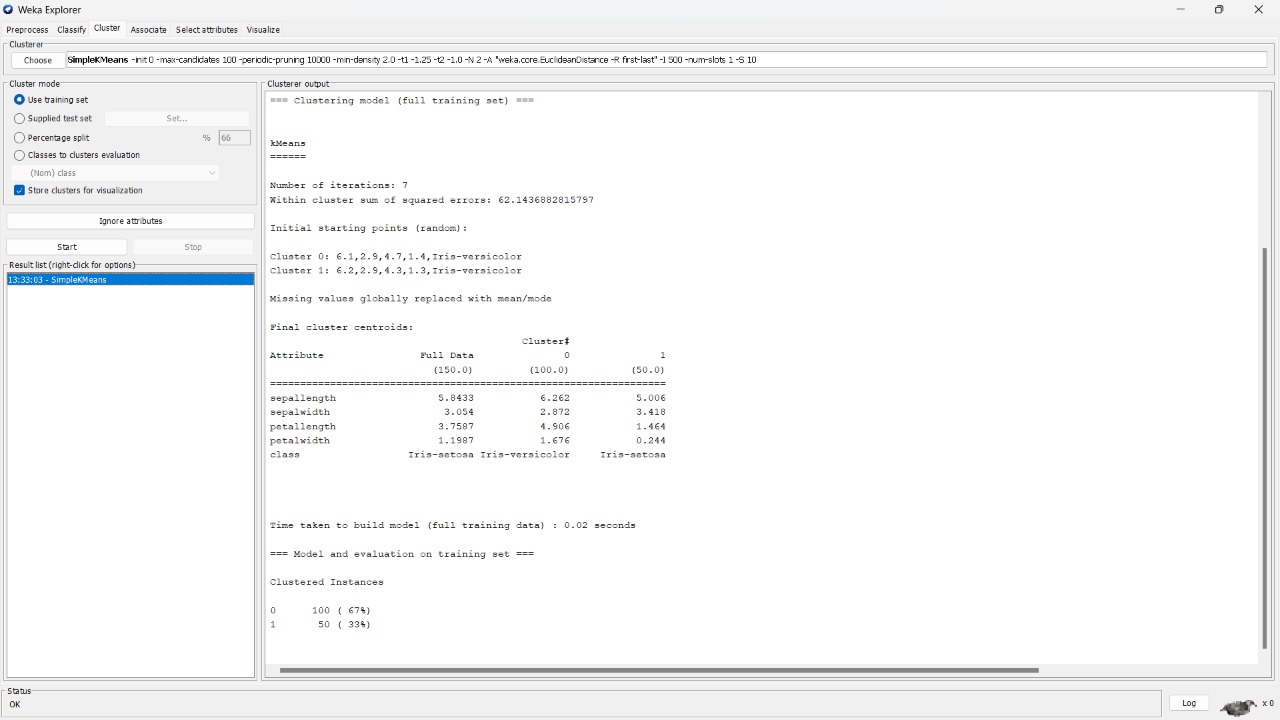 Weka Explorer
Preprocess Classify Cluster Associate Select attributes Visualize
Clusterer
Choose SimpleKMeans -init 0 -max-candidates 100 -periodic-pruning 10000 -min-density 2.0 -t1 -1.25 -t2 -1.0 -N 2 -A "weka.core.EuclideanDistance -R first-last" -I 500 -num-slots 1 -S 10
Cluster mode
Use training set
Supplied test set Set...
Percentage split % 66
Classes to clusters evaluation
(Nom) class
Store clusters for visualization
Ignore attributes
Start Stop
Result list (right-click for options)
13:33:03 - SimpleKMeans
Clusterer output
=== Clustering model (full training set) ===
kMeans
======
Number of iterations: 7
Within cluster sum of squared errors: 62.1436882815797
Initial starting points (random):
Cluster 0: 6.1,2.9,4.7,1.4,Iris-versicolor
Cluster 1: 6.2,2.9,4.3,1.3,Iris-versicolor
Missing values globally replaced with mean/mode
Final cluster centroids:
Cluster#
Attribute Full Data 0 1
(150.0) (100.0) (50.0)
==================================================================
sepallength 5.8433 6.262 5.006
sepalwidth 3.054 2.872 3.418
petallength 3.7587 4.906 1.464
petalwidth 1.1987 1.676 0.244
class Iris-setosa Iris-versicolor Iris-setosa
Time taken to build model (full training data) : 0.02 seconds
=== Model and evaluation on training set ===
Clustered Instances
0 100 ( 67%)
1 50 ( 33%)
Status
OK
Log x 0